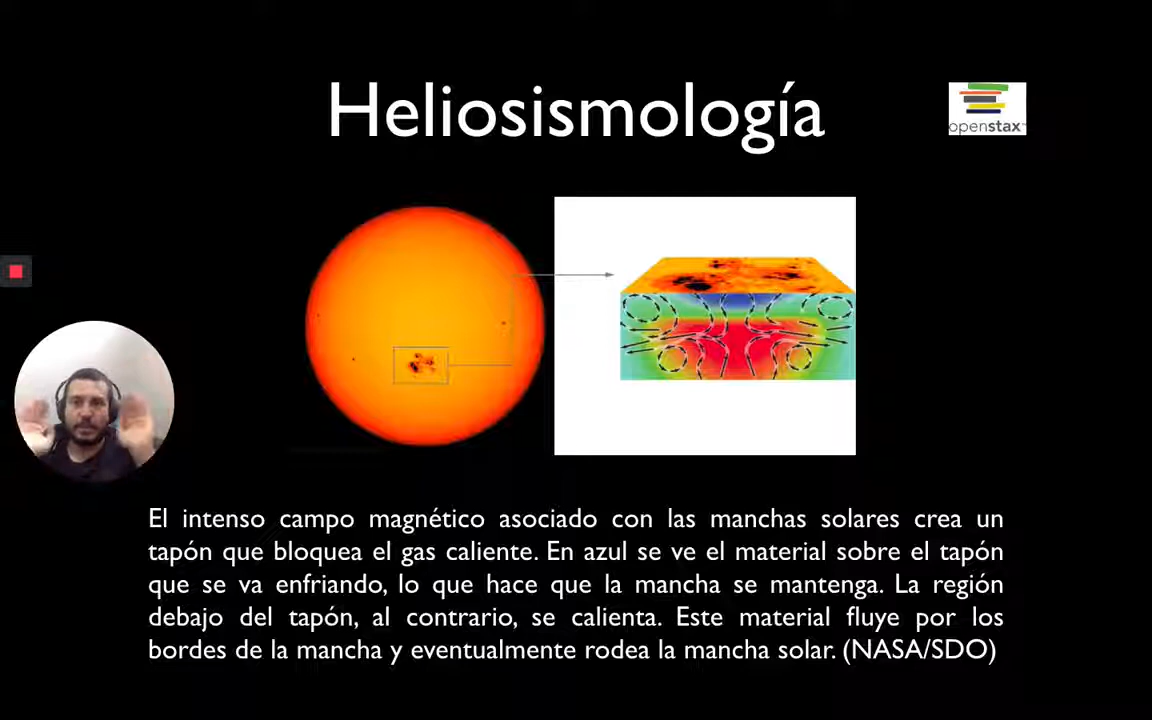 Heliosismología
openstax™
El intenso campo magnético asociado con las manchas solares crea un
tapón que bloquea el gas caliente. En azul se ve el material sobre el tapón
que se va enfriando, lo que hace que la mancha se mantenga. La región
debajo del tapón, al contrario, se calienta. Este material fluye por los
bordes de la mancha y eventualmente rodea la mancha solar. (NASA/SDO)